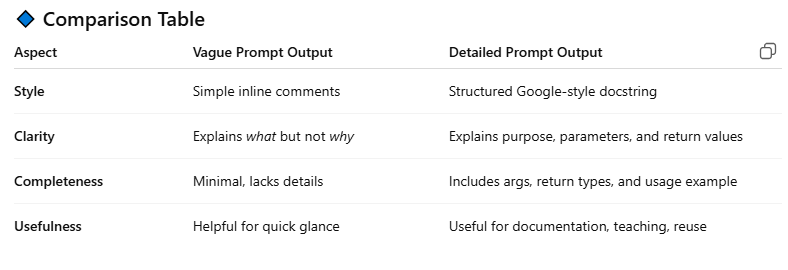 Comparison Table
Aspect Vague Prompt Output Detailed Prompt Output
Style Simple inline comments Structured Google-style docstring
Clarity Explains what but not why Explains purpose, parameters, and return values
Completeness Minimal, lacks details Includes args, return types, and usage example
Usefulness Helpful for quick glance Useful for documentation, teaching, reuse